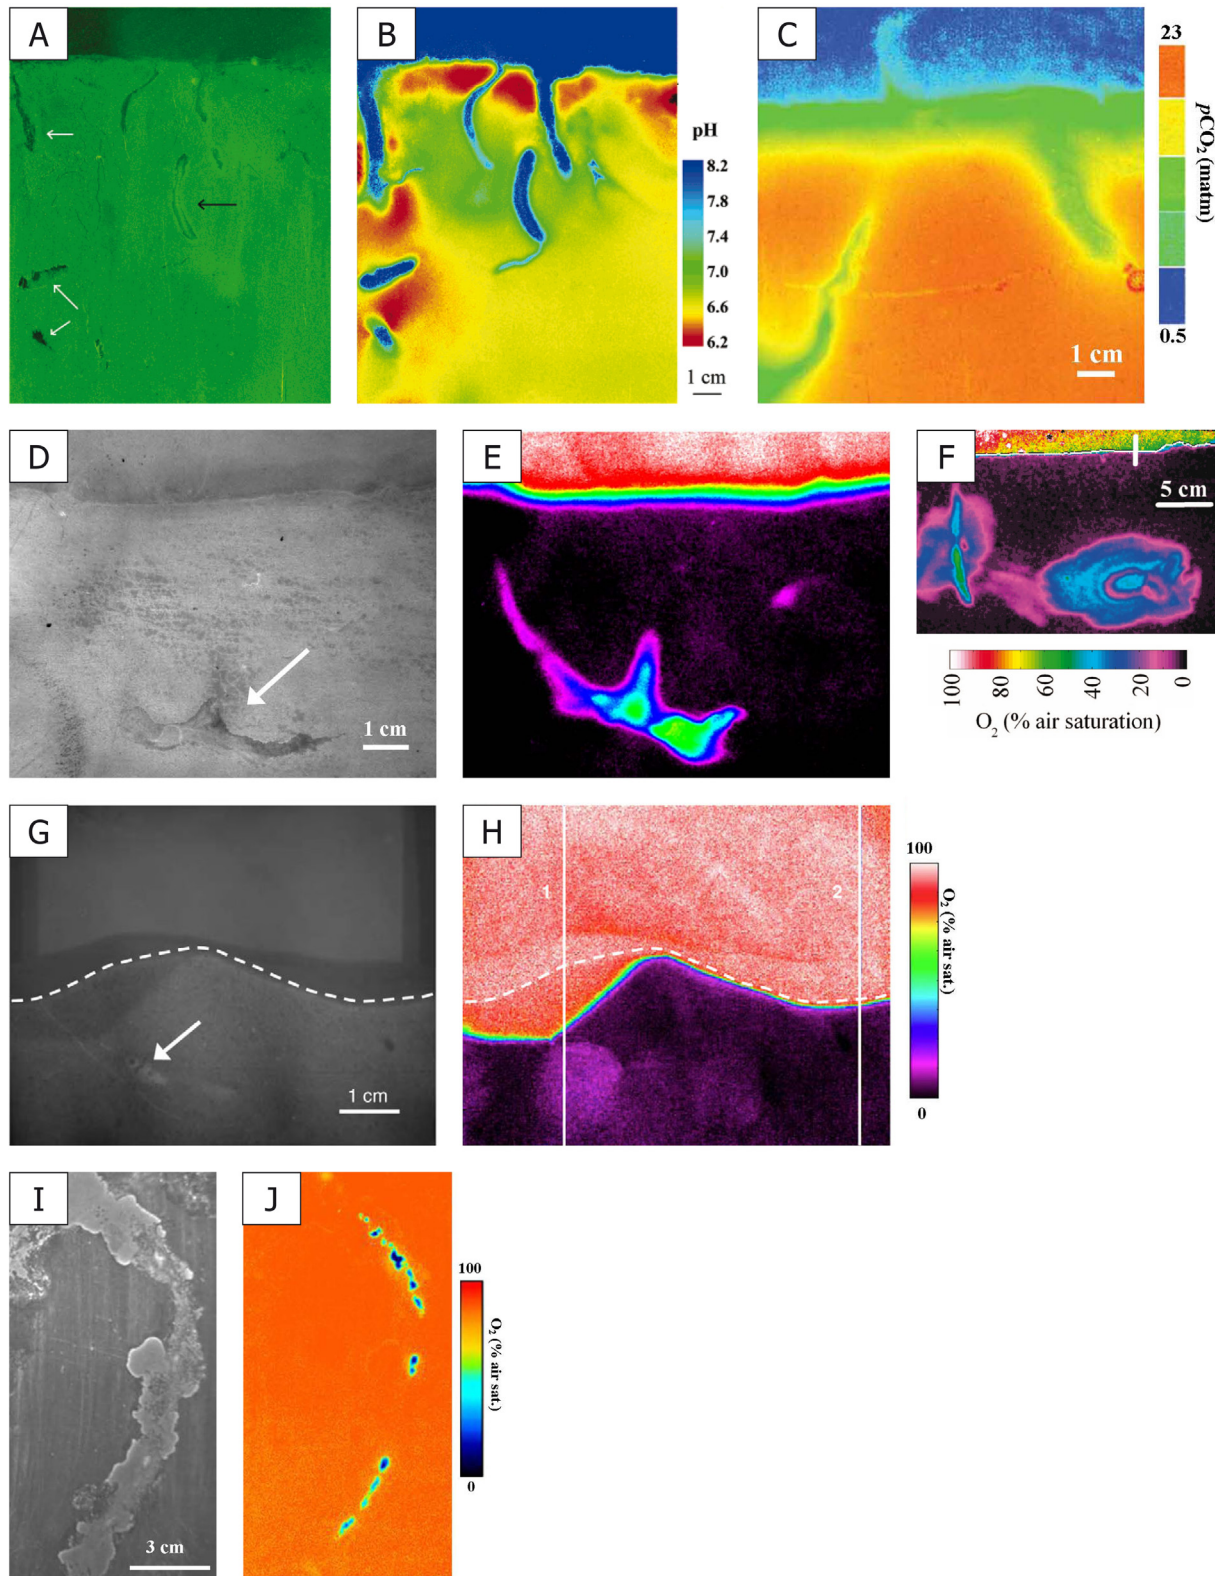 A
B
pH
8.2
7.8
7.4
7.0
6.6
6.2
1 cm
C
1 cm
23
pCO2 (matm)
0.5
D
1 cm
E
F
5 cm
100
80
60
40
20
0
O2 (% air saturation)
G
1 cm
H
1
2
100
O2 (% air sat.)
0
I
3 cm
J
100
O2 (% air sat.)
0